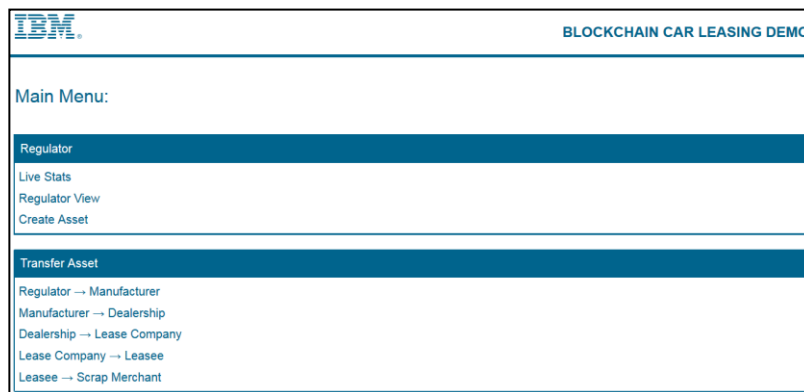 IBM®
BLOCKCHAIN CAR LEASING DEMO
Main Menu:
Regulator
Live Stats
Regulator View
Create Asset
Transfer Asset
Regulator → Manufacturer
Manufacturer → Dealership
Dealership → Lease Company
Lease Company → Leasee
Leasee → Scrap Merchant